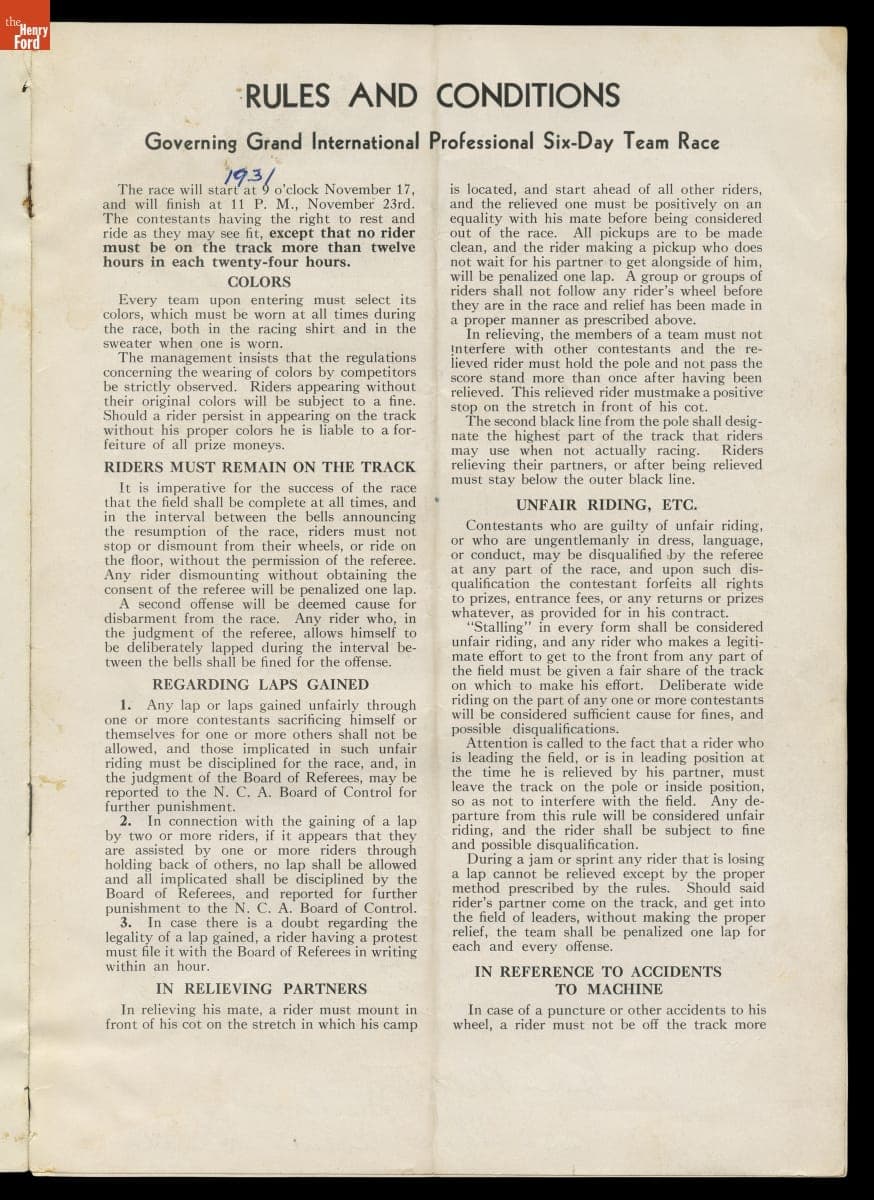 the
Henry
Ford
RULES AND CONDITIONS
Governing Grand International Professional Six-Day Team Race
1931
The race will start at 9 o'clock November 17,
and will finish at 11 P. M., November 23rd.
The contestants having the right to rest and
ride as they may see fit, except that no rider
must be on the track more than twelve
hours in each twenty-four hours.
COLORS
Every team upon entering must select its
colors, which must be worn at all times during
the race, both in the racing shirt and in the
sweater when one is worn.
The management insists that the regulations
concerning the wearing of colors by competitors
be strictly observed. Riders appearing without
their original colors will be subject to a fine.
Should a rider persist in appearing on the track
without his proper colors he is liable to a for-
feiture of all prize moneys.
RIDERS MUST REMAIN ON THE TRACK
It is imperative for the success of the race
that the field shall be complete at all times, and
in the interval between the bells announcing
the resumption of the race, riders must not
stop or dismount from their wheels, or ride on
the floor, without the permission of the referee.
Any rider dismounting without obtaining the
consent of the referee will be penalized one lap.
A second offense will be deemed cause for
disbarment from the race. Any rider who, in
the judgment of the referee, allows himself to
be deliberately lapped during the interval be-
tween the bells shall be fined for the offense.
REGARDING LAPS GAINED
1. Any lap or laps gained unfairly through
one or more contestants sacrificing himself or
themselves for one or more others shall not be
allowed, and those implicated in such unfair
riding must be disciplined for the race, and, in
the judgment of the Board of Referees, may be
reported to the N. C. A. Board of Control for
further punishment.
2. In connection with the gaining of a lap
by two or more riders, if it appears that they
are assisted by one or more riders through
holding back of others, no lap shall be allowed
and all implicated shall be disciplined by the
Board of Referees, and reported for further
punishment to the N. C. A. Board of Control.
3. In case there is a doubt regarding the
legality of a lap gained, a rider having a protest
must file it with the Board of Referees in writing
within an hour.
IN RELIEVING PARTNERS
In relieving his mate, a rider must mount in
front of his cot on the stretch in which his camp
is located, and start ahead of all other riders,
and the relieved one must be positively on an
equality with his mate before being considered
out of the race. All pickups are to be made
clean, and the rider making a pickup who does
not wait for his partner to get alongside of him,
will be penalized one lap. A group or groups of
riders shall not follow any rider's wheel before
they are in the race and relief has been made in
a proper manner as prescribed above.
In relieving, the members of a team must not
interfere with other contestants and the re-
lieved rider must hold the pole and not pass the
score stand more than once after having been
relieved. This relieved rider mustmake a positive
stop on the stretch in front of his cot.
The second black line from the pole shall desig-
nate the highest part of the track that riders
may use when not actually racing. Riders
relieving their partners, or after being relieved
must stay below the outer black line.
UNFAIR RIDING, ETC.
Contestants who are guilty of unfair riding,
or who are ungentlemanly in dress, language,
or conduct, may be disqualified by the referee
at any part of the race, and upon such dis-
qualification the contestant forfeits all rights
to prizes, entrance fees, or any returns or prizes
whatever, as provided for in his contract.
"Stalling" in every form shall be considered
unfair riding, and any rider who makes a legiti-
mate effort to get to the front from any part of
the field must be given a fair share of the track
on which to make his effort. Deliberate wide
riding on the part of any one or more contestants
will be considered sufficient cause for fines, and
possible disqualifications.
Attention is called to the fact that a rider who
is leading the field, or is in leading position at
the time he is relieved by his partner, must
leave the track on the pole or inside position,
so as not to interfere with the field. Any de-
parture from this rule will be considered unfair
riding, and the rider shall be subject to fine
and possible disqualification.
During a jam or sprint any rider that is losing
a lap cannot be relieved except by the proper
method prescribed by the rules. Should said
rider's partner come on the track, and get into
the field of leaders, without making the proper
relief, the team shall be penalized one lap for
each and every offense.
IN REFERENCE TO ACCIDENTS
TO MACHINE
In case of a puncture or other accidents to his
wheel, a rider must not be off the track more